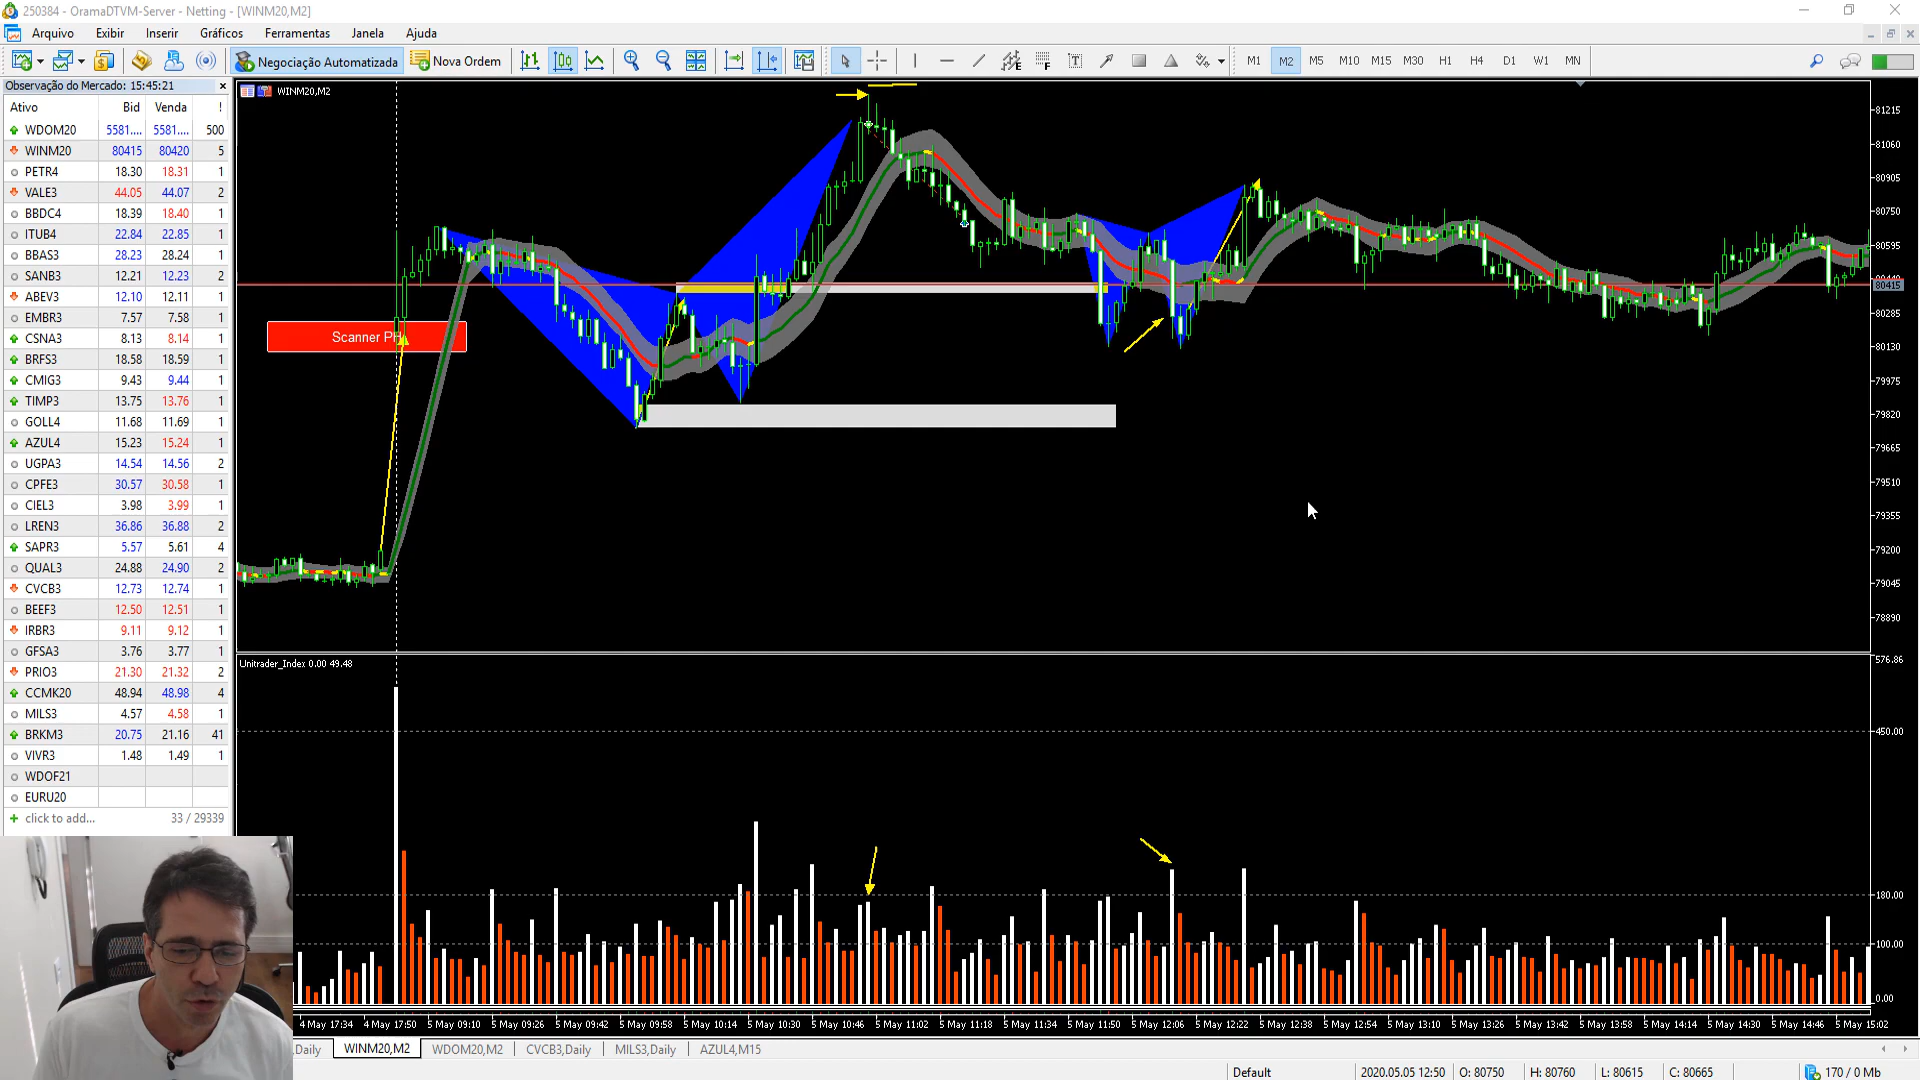 250384 - OramaDTVM-Server - Netting - [WINM20,M2]
Arquivo Exibir Inserir Gráficos Ferramentas Janela Ajuda
Negociação Automatizada Nova Ordem M1 M2 M5 M10 M15 M30 H1 H4 D1 W1 MN
Observação do Mercado: 15:45:21
Ativo Bid Venda !
WDOM20 5581.... 5581.... 500
WINM20 80415 80420 5
PETR4 18.30 18.31 1
VALE3 44.05 44.07 2
BBDC4 18.39 18.40 1
ITUB4 22.84 22.85 1
BBAS3 28.23 28.24 1
SANB3 12.21 12.23 2
ABEV3 12.10 12.11 1
EMBR3 7.57 7.58 1
CSNA3 8.13 8.14 1
BRFS3 18.58 18.59 1
CMIG3 9.43 9.44 1
TIMP3 13.75 13.76 1
GOLL4 11.68 11.69 1
AZUL4 15.23 15.24 1
UGPA3 14.54 14.56 2
CPFE3 30.57 30.58 1
CIEL3 3.98 3.99 1
LREN3 36.86 36.88 2
SAPR3 5.57 5.61 4
QUAL3 24.88 24.90 2
CVCB3 12.73 12.74 1
BEEF3 12.50 12.51 1
IRBR3 9.11 9.12 1
GFSA3 3.76 3.77 1
PRIO3 21.30 21.32 2
CCMK20 48.94 48.98 4
MILS3 4.57 4.58 1
BRKM3 20.75 21.16 41
VIVR3 1.48 1.49 1
WDOF21
EURU20
click to add... 33 / 29339
WINM20,M2
Scanner PH
81215
81060
80905
80750
80595
80440
80415
80285
80130
79975
79820
79665
79510
79355
79200
79045
78890
Unitrader_Index 0.00 49.48
576.86
450.00
180.00
100.00
0.00
4 May 17:34 4 May 17:50 5 May 09:10 5 May 09:26 5 May 09:42 5 May 09:58 5 May 10:14 5 May 10:30 5 May 10:46 5 May 11:02 5 May 11:18 5 May 11:34 5 May 11:50 5 May 12:06 5 May 12:22 5 May 12:38 5 May 12:54 5 May 13:10 5 May 13:26 5 May 13:42 5 May 13:58 5 May 14:14 5 May 14:30 5 May 14:46 5 May 15:02
,Daily WINM20,M2 WDOM20,M2 CVCB3,Daily MILS3,Daily AZUL4,M15
Default 2020.05.05 12:50 O: 80750 H: 80760 L: 80615 C: 80665 170 / 0 Mb